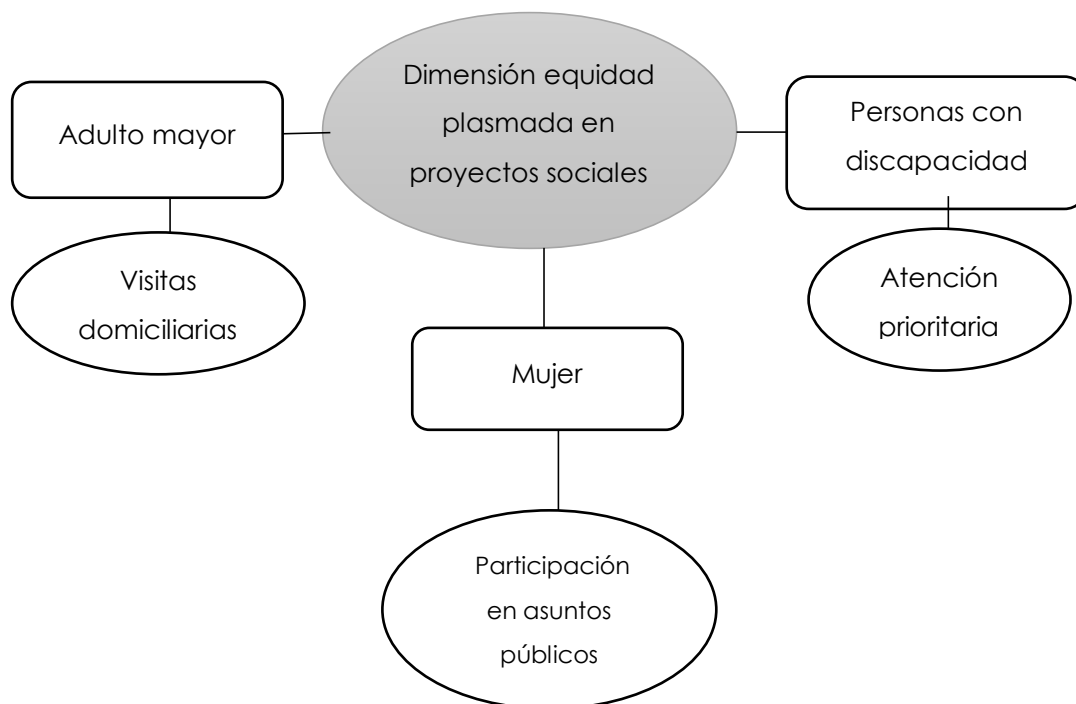 Dimensión equidad
plasmada en
proyectos sociales
Adulto mayor
Visitas
domiciliarias
Mujer
Participación
en asuntos
públicos
Personas con
discapacidad
Atención
prioritaria